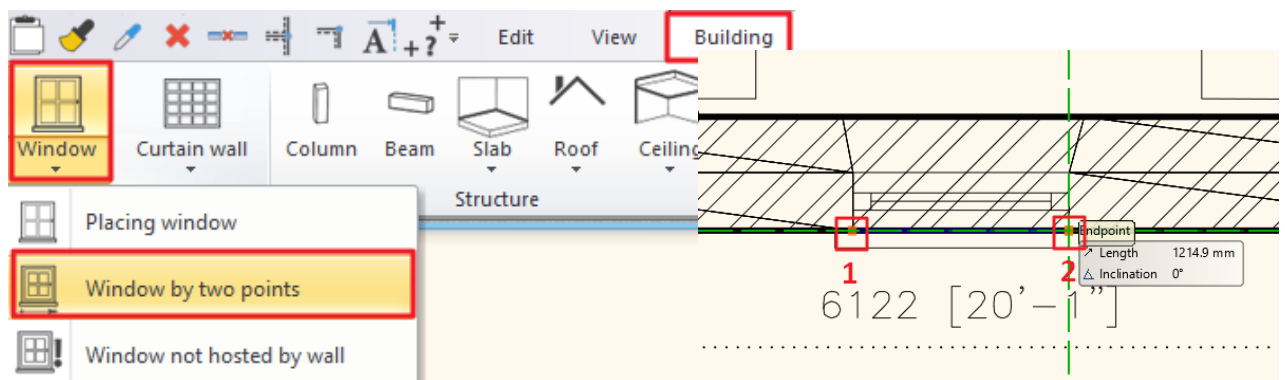 Edit View Building
Window Curtain wall Column Beam Slab Roof Ceiling
Structure
Placing window
Window by two points
Window not hosted by wall
Endpoint
Length 1214.9 mm
Inclination 0°
1 2
6122 [20'-1"]